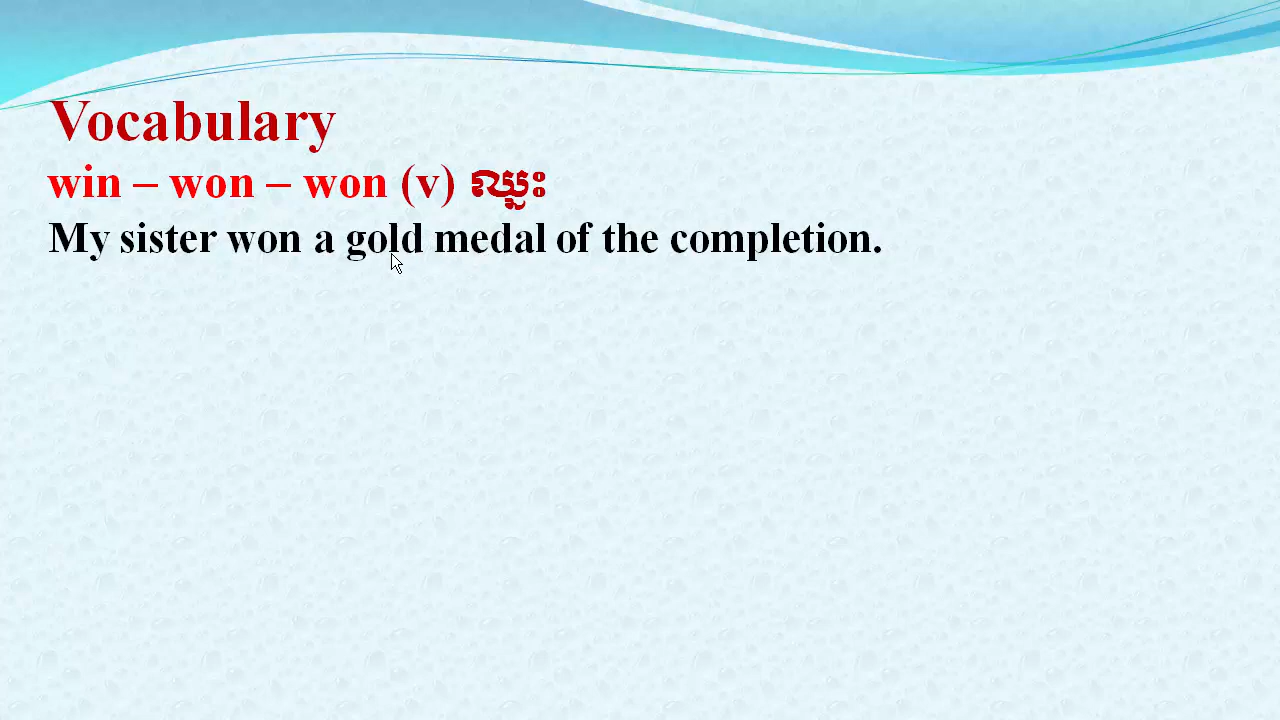 Vocabulary
win – won – won (v) ឈ្នះ
My sister won a gold medal of the completion.